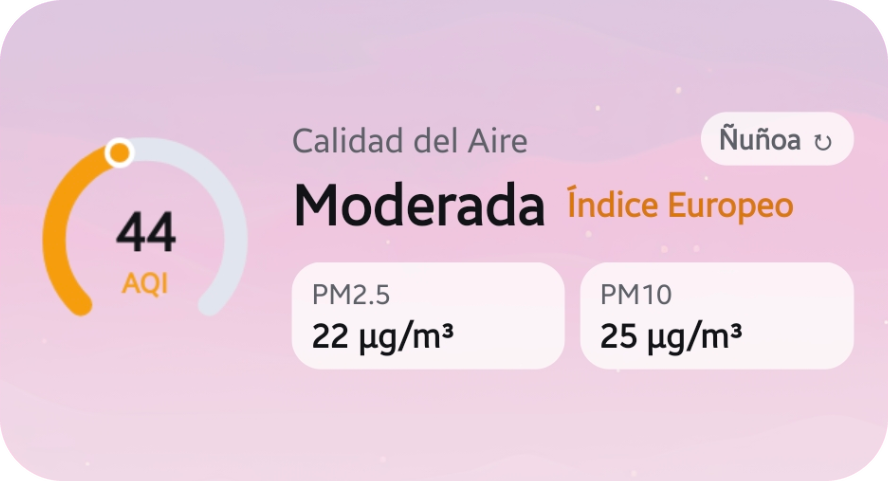 Calidad del Aire
Ñuñoa ↻
Moderada Índice Europeo
44
AQI
PM2.5
22 µg/m³
PM10
25 µg/m³